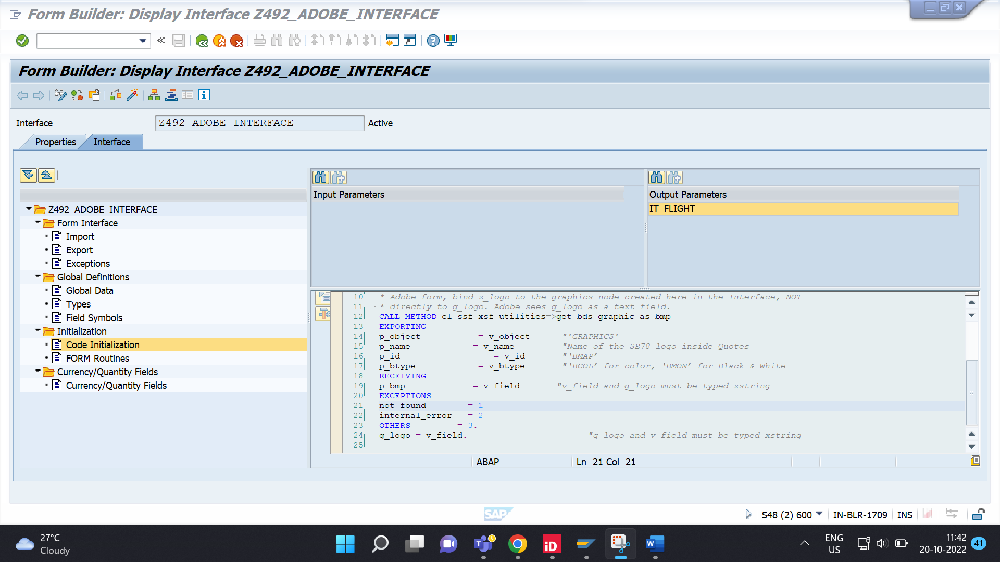 Form Builder: Display Interface Z492_ADOBE_INTERFACE
Form Builder: Display Interface Z492_ADOBE_INTERFACE
Interface Z492_ADOBE_INTERFACE Active
Properties Interface
Input Parameters
Output Parameters
IT_FLIGHT
Z492_ADOBE_INTERFACE
Form Interface
Import
Export
Exceptions
Global Definitions
Global Data
Types
Field Symbols
Initialization
Code Initialization
FORM Routines
Currency/Quantity Fields
Currency/Quantity Fields
10 * Adobe form, bind z_logo to the graphics node created here in the Interface, NOT
11 * directly to g_logo. Adobe sees g_logo as a text field.
12 CALL METHOD cl_ssf_xsf_utilities=>get_bds_graphic_as_bmp
13 EXPORTING
14 p_object = v_object "'GRAPHICS'
15 p_name = v_name "Name of the SE78 logo inside Quotes
16 p_id = v_id "‘BMAP’
17 p_btype = v_btype "‘BCOL’ for color, ‘BMON’ for Black & White
18 RECEIVING
19 p_bmp = v_field "v_field and g_logo must be typed xstring
20 EXCEPTIONS
21 not_found = 1
22 internal_error = 2
23 OTHERS = 3.
24 g_logo = v_field. "g_logo and v_field must be typed xstring
25
ABAP Ln 21 Col 21
SAP
S48 (2) 600 IN-BLR-1709 INS
27°C
Cloudy
iD
ENG
US
11:42
20-10-2022
41